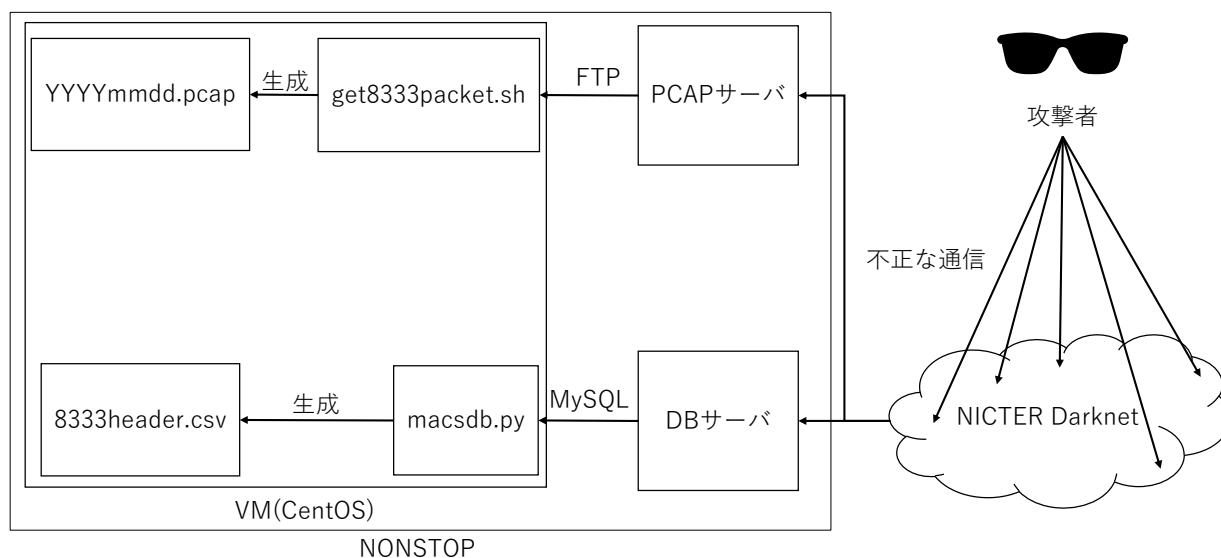 YYYYmmdd.pcap
生成
get8333packet.sh
FTP
PCAPサーバ
攻撃者
不正な通信
8333header.csv
生成
macsdb.py
MySQL
DBサーバ
NICTER Darknet
VM(CentOS)
NONSTOP